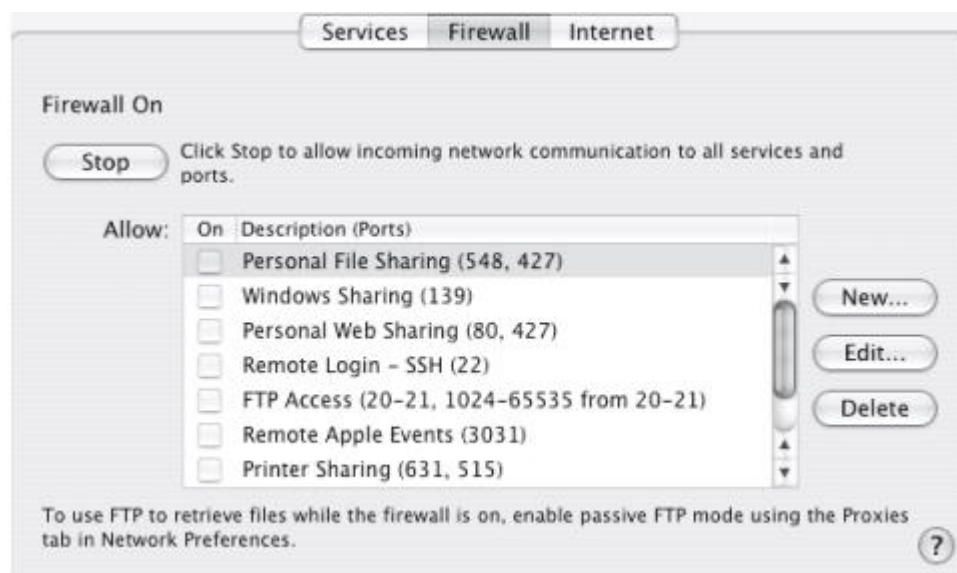 Services Firewall Internet
Firewall On
Stop
Click Stop to allow incoming network communication to all services and
ports.
Allow:
On Description (Ports)
Personal File Sharing (548, 427)
Windows Sharing (139)
Personal Web Sharing (80, 427)
Remote Login – SSH (22)
FTP Access (20–21, 1024–65535 from 20–21)
Remote Apple Events (3031)
Printer Sharing (631, 515)
New...
Edit...
Delete
To use FTP to retrieve files while the firewall is on, enable passive FTP mode using the Proxies
tab in Network Preferences.
?